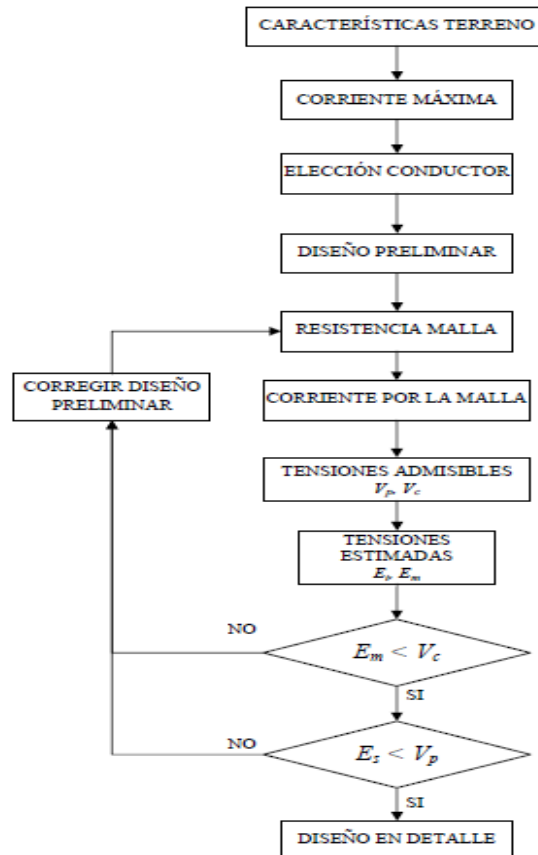 CARACTERÍSTICAS TERRENO
CORRIENTE MÁXIMA
ELECCIÓN CONDUCTOR
DISEÑO PRELIMINAR
RESISTENCIA MALLA
CORREGIR DISEÑO
PRELIMINAR
CORRIENTE POR LA MALLA
TENSIONES ADMISIBLES
Vp, Vc
TENSIONES
ESTIMADAS
Es, Em
NO
Em < Vc
SI
NO
Es < Vp
SI
DISEÑO EN DETALLE